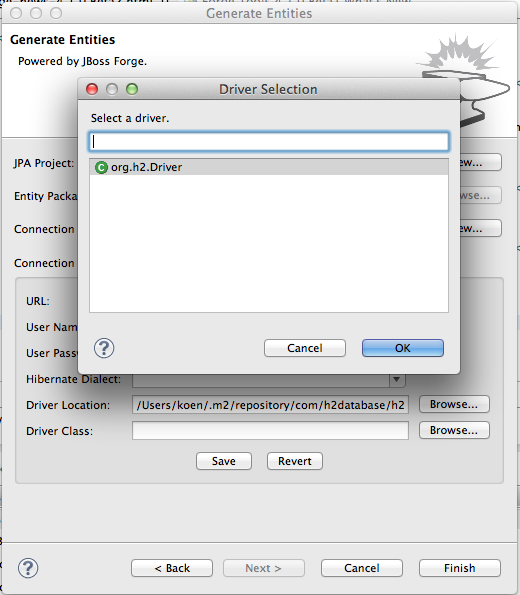 Generate Entities
Generate Entities
Powered by JBoss Forge.
Driver Selection
Select a driver.
org.h2.Driver
Cancel OK
JPA Project: ew...
Entity Packa wse...
Connection ew...
Connection
URL:
User Nam
User Pass
Hibernate Dialect:
Driver Location: /Users/koen/.m2/repository/com/h2database/h2 Browse...
Driver Class: Browse...
Save Revert
? < Back Next > Cancel Finish